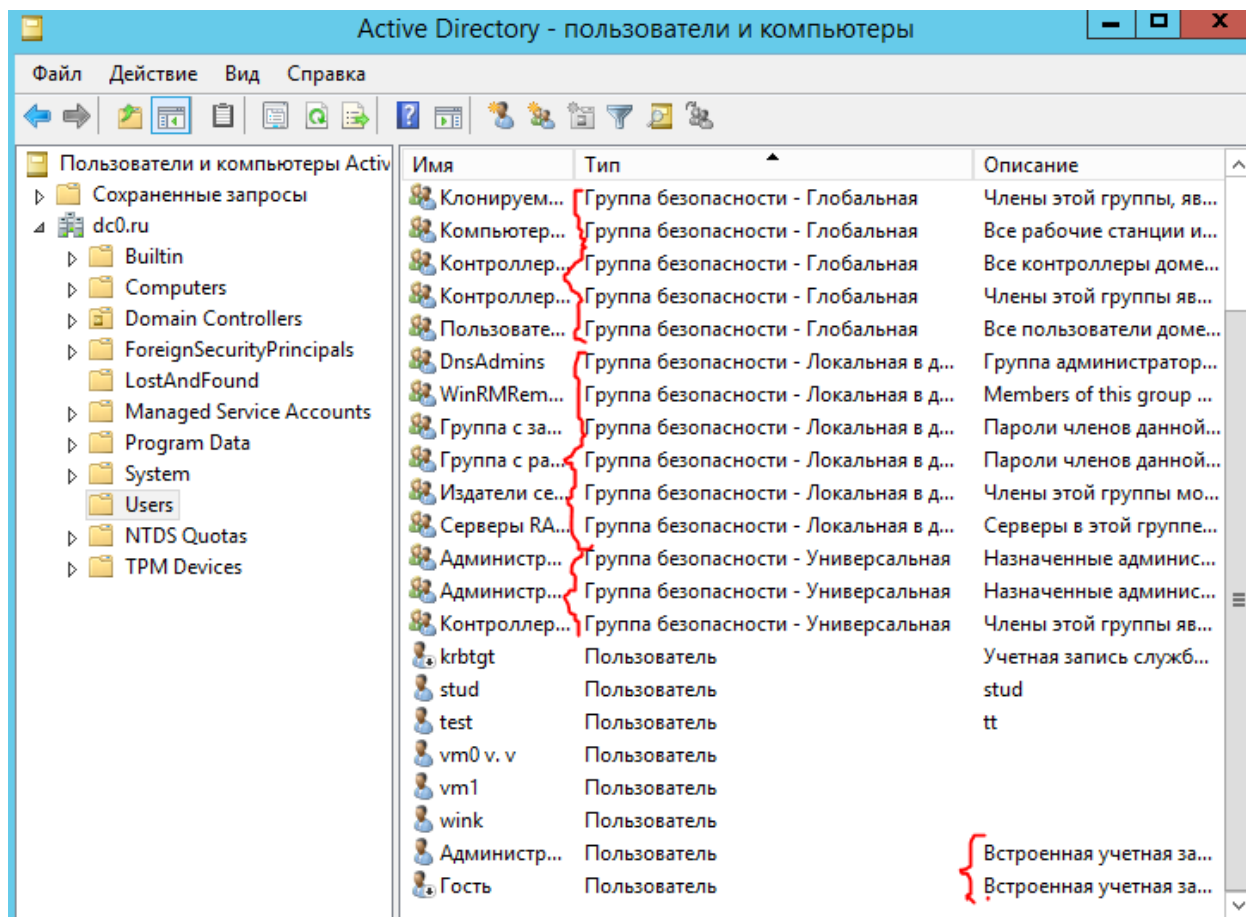 Active Directory - пользователи и компьютеры
Файл Действие Вид Справка
Пользователи и компьютеры Activ
Сохраненные запросы
dc0.ru
Builtin
Computers
Domain Controllers
ForeignSecurityPrincipals
LostAndFound
Managed Service Accounts
Program Data
System
Users
NTDS Quotas
TPM Devices
Имя Тип Описание
Клонируем... Группа безопасности - Глобальная Члены этой группы, яв...
Компьютер... Группа безопасности - Глобальная Все рабочие станции и...
Контроллер... Группа безопасности - Глобальная Все контроллеры доме...
Контроллер... Группа безопасности - Глобальная Члены этой группы яв...
Пользовате... Группа безопасности - Глобальная Все пользователи доме...
DnsAdmins Группа безопасности - Локальная в д... Группа администратор...
WinRMRem... Группа безопасности - Локальная в д... Members of this group ...
Группа с за... Группа безопасности - Локальная в д... Пароли членов данной...
Группа с ра... Группа безопасности - Локальная в д... Пароли членов данной...
Издатели се... Группа безопасности - Локальная в д... Члены этой группы мо...
Серверы RA... Группа безопасности - Локальная в д... Серверы в этой группе...
Администр... Группа безопасности - Универсальная Назначенные админис...
Администр... Группа безопасности - Универсальная Назначенные админис...
Контроллер... Группа безопасности - Универсальная Члены этой группы яв...
krbtgt Пользователь Учетная запись служб...
stud Пользователь stud
test Пользователь tt
vm0 v. v Пользователь
vm1 Пользователь
wink Пользователь
Администр... Пользователь Встроенная учетная за...
Гость Пользователь Встроенная учетная за...